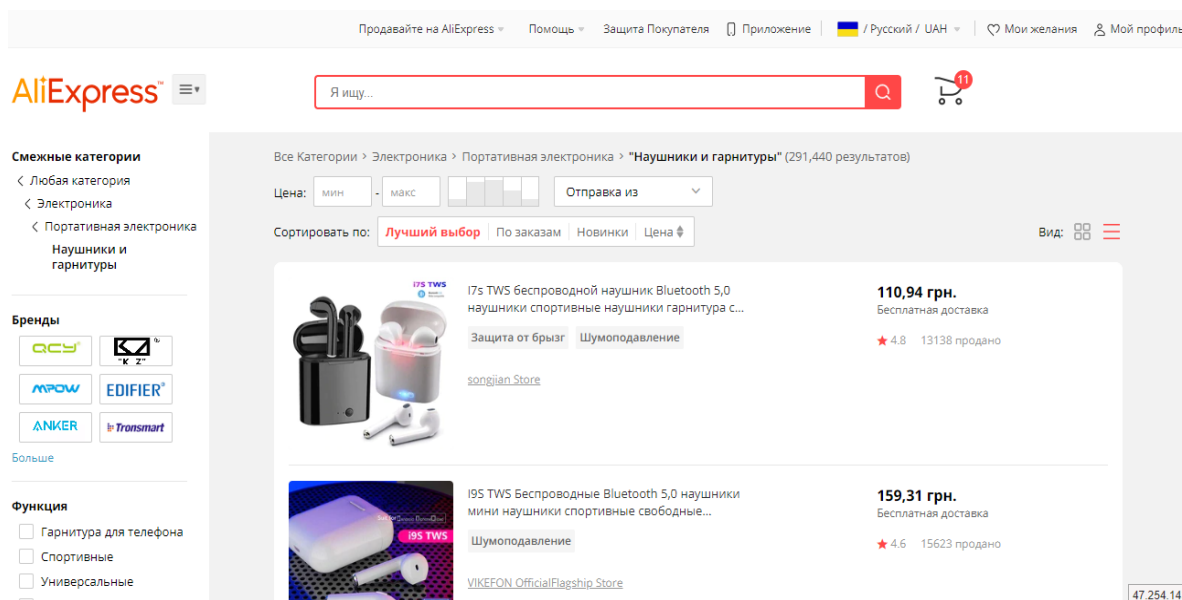 Продавайте на AliExpress Помощь Защита Покупателя Приложение / Русский / UAH Мои желания Мой профиль
AliExpress™
Я ищу...
11
Смежные категории
Любая категория
Электроника
Портативная электроника
Наушники и
гарнитуры
Бренды
QCY
KZ®
"K Z"
MPOW
EDIFIER®
ANKER
Tronsmart
Больше
Функция
Гарнитура для телефона
Спортивные
Универсальные
Все Категории > Электроника > Портативная электроника > "Наушники и гарнитуры" (291,440 результатов)
Цена: мин - макс Отправка из
Сортировать по: Лучший выбор По заказам Новинки Цена
Вид:
I7S TWS
I7s TWS беспроводной наушник Bluetooth 5,0
наушники спортивные наушники гарнитура с...
Защита от брызг Шумоподавление
songjian Store
110,94 грн.
Бесплатная доставка
4.8 13138 продано
i9S TWS
I9S TWS Беспроводные Bluetooth 5,0 наушники
мини наушники спортивные свободные...
Шумоподавление
VIKEFON OfficialFlagship Store
159,31 грн.
Бесплатная доставка
4.6 15623 продано
47.254.14